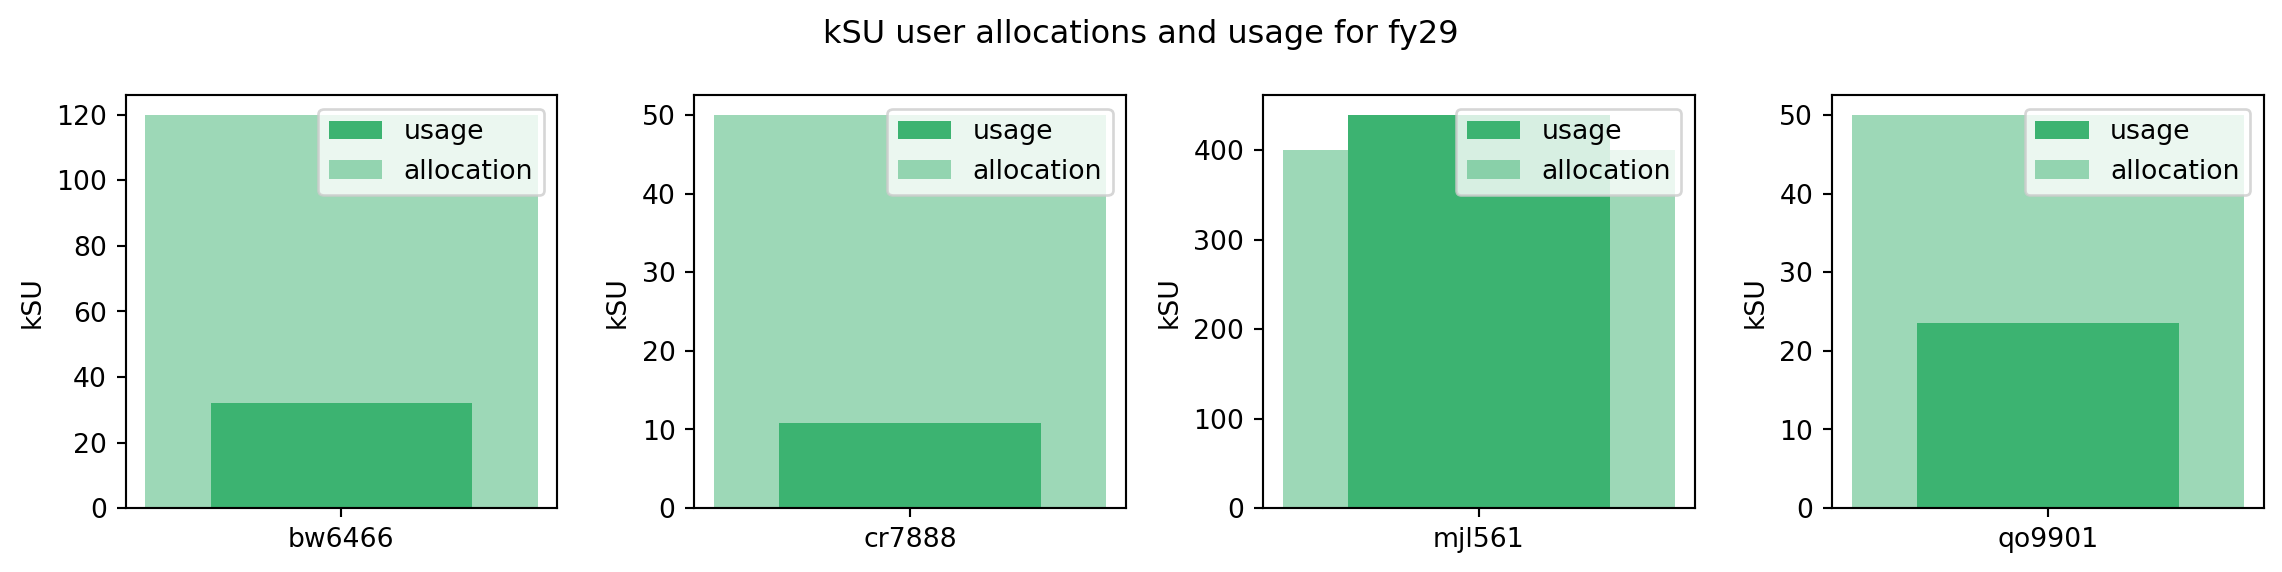 kSU user allocations and usage for fy29
kSU
120
100
80
60
40
20
0
usage
allocation
bw6466
kSU
50
40
30
20
10
0
usage
allocation
cr7888
kSU
400
300
200
100
0
usage
allocation
mjl561
kSU
50
40
30
20
10
0
usage
allocation
qo9901